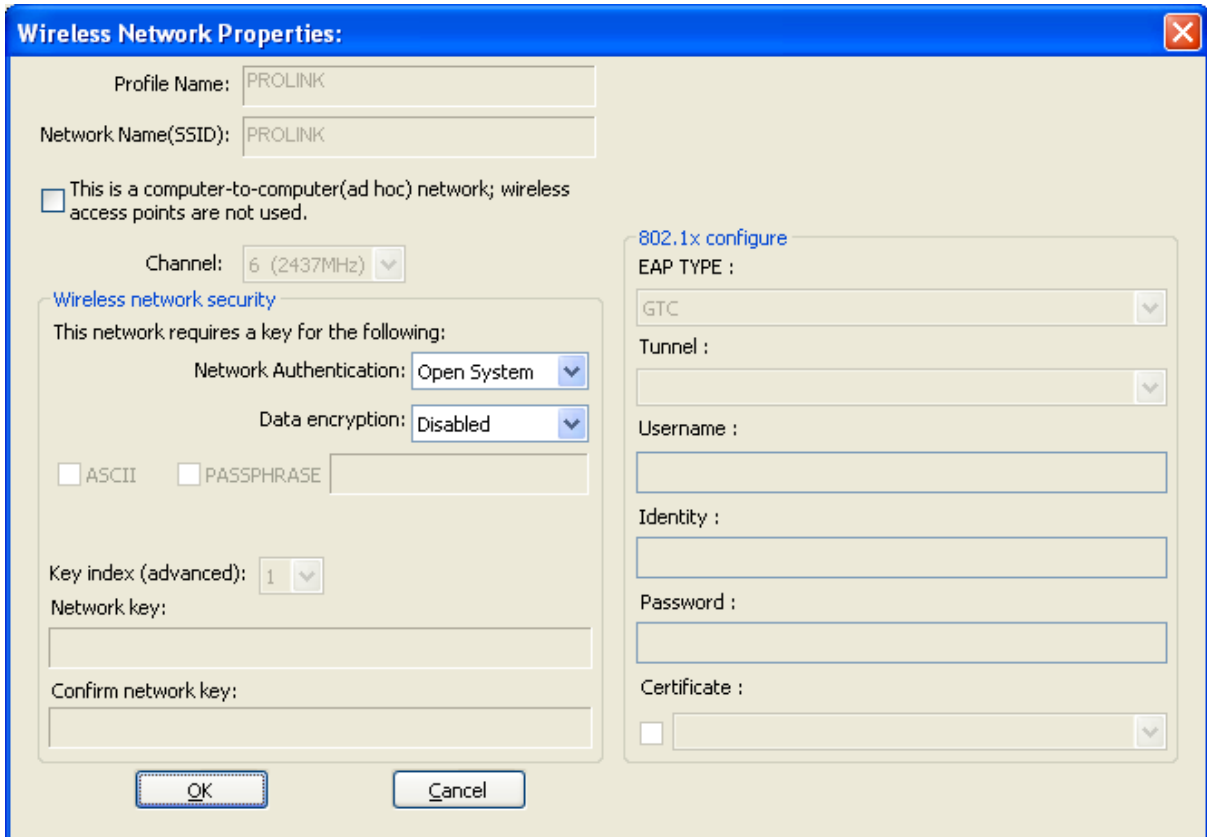 Wireless Network Properties:
Profile Name: PROLINK
Network Name(SSID): PROLINK
This is a computer-to-computer(ad hoc) network; wireless
access points are not used.
Channel: 6 (2437MHz)
Wireless network security
This network requires a key for the following:
Network Authentication: Open System
Data encryption: Disabled
ASCII PASSPHRASE
Key index (advanced): 1
Network key:
Confirm network key:
OK Cancel
802.1x configure
EAP TYPE :
GTC
Tunnel :
Username :
Identity :
Password :
Certificate :